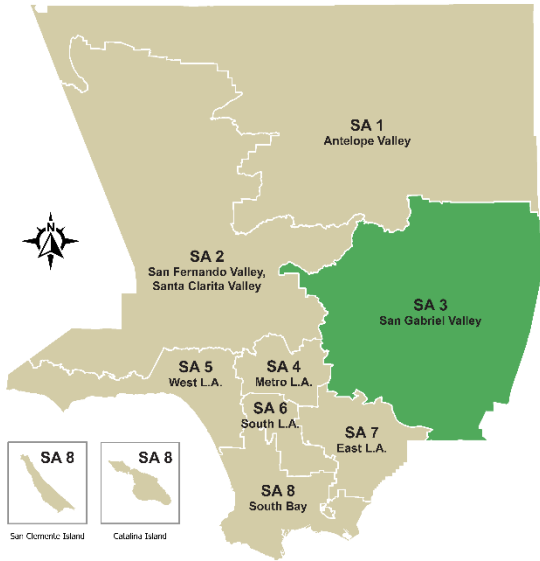 SA 1
Antelope Valley
N
SA 2
San Fernando Valley,
Santa Clarita Valley
SA 3
San Gabriel Valley
SA 5
West L.A.
SA 4
Metro L.A.
SA 6
South L.A.
SA 7
East L.A.
SA 8
South Bay
SA 8
San Clemente Island
SA 8
Catalina Island